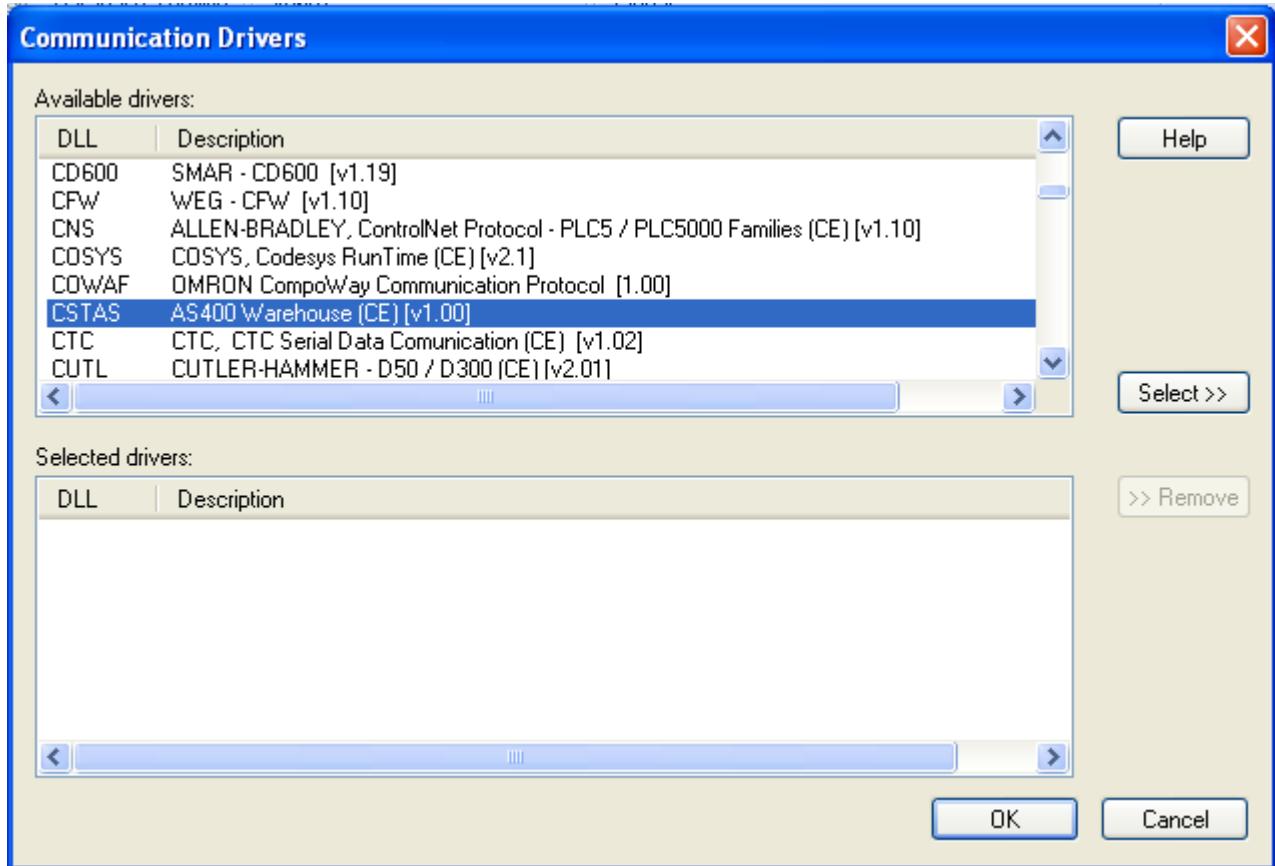 Communication Drivers
Available drivers:
DLL Description
Help
CD600 SMAR - CD600 [v1.19]
CFW WEG - CFW [v1.10]
CNS ALLEN-BRADLEY, ControlNet Protocol - PLC5 / PLC5000 Families (CE) [v1.10]
COSYS COSYS, Codesys RunTime (CE) [v2.1]
COWAF OMRON CompoWay Communication Protocol [1.00]
CSTAS AS400 Warehouse (CE) [v1.00]
CTC CTC, CTC Serial Data Comunication (CE) [v1.02]
CUTL CUTLER-HAMMER - D50 / D300 (CE) [v2.01]
Select >>
Selected drivers:
DLL Description
>> Remove
OK Cancel